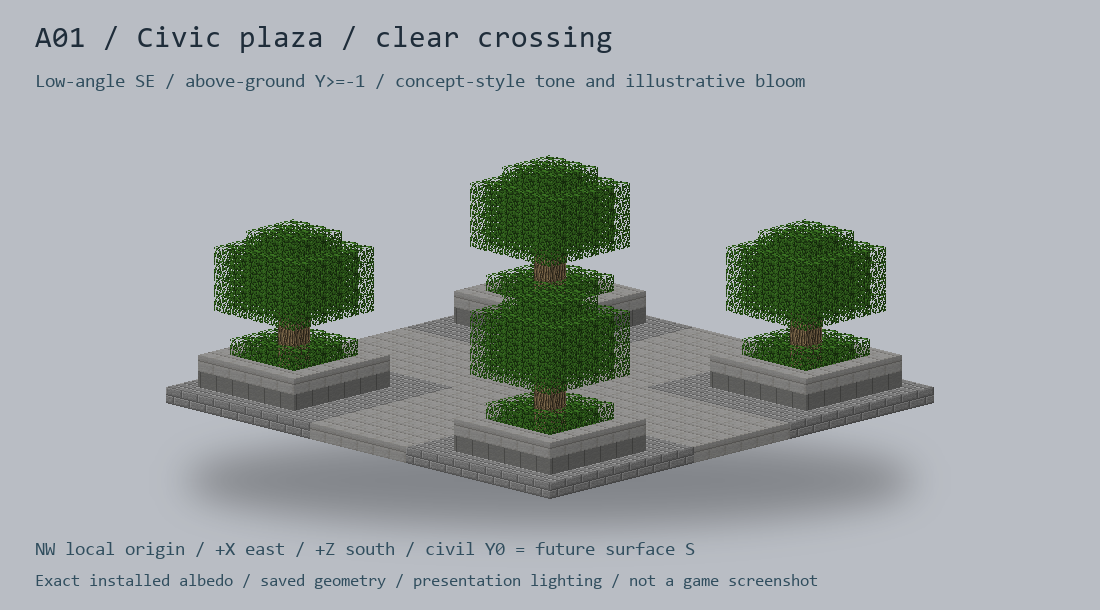 A01 / Civic plaza / clear crossing
Low-angle SE / above-ground Y>=-1 / concept-style tone and illustrative bloom
NW local origin / +X east / +Z south / civil Y0 = future surface S
Exact installed albedo / saved geometry / presentation lighting / not a game screenshot